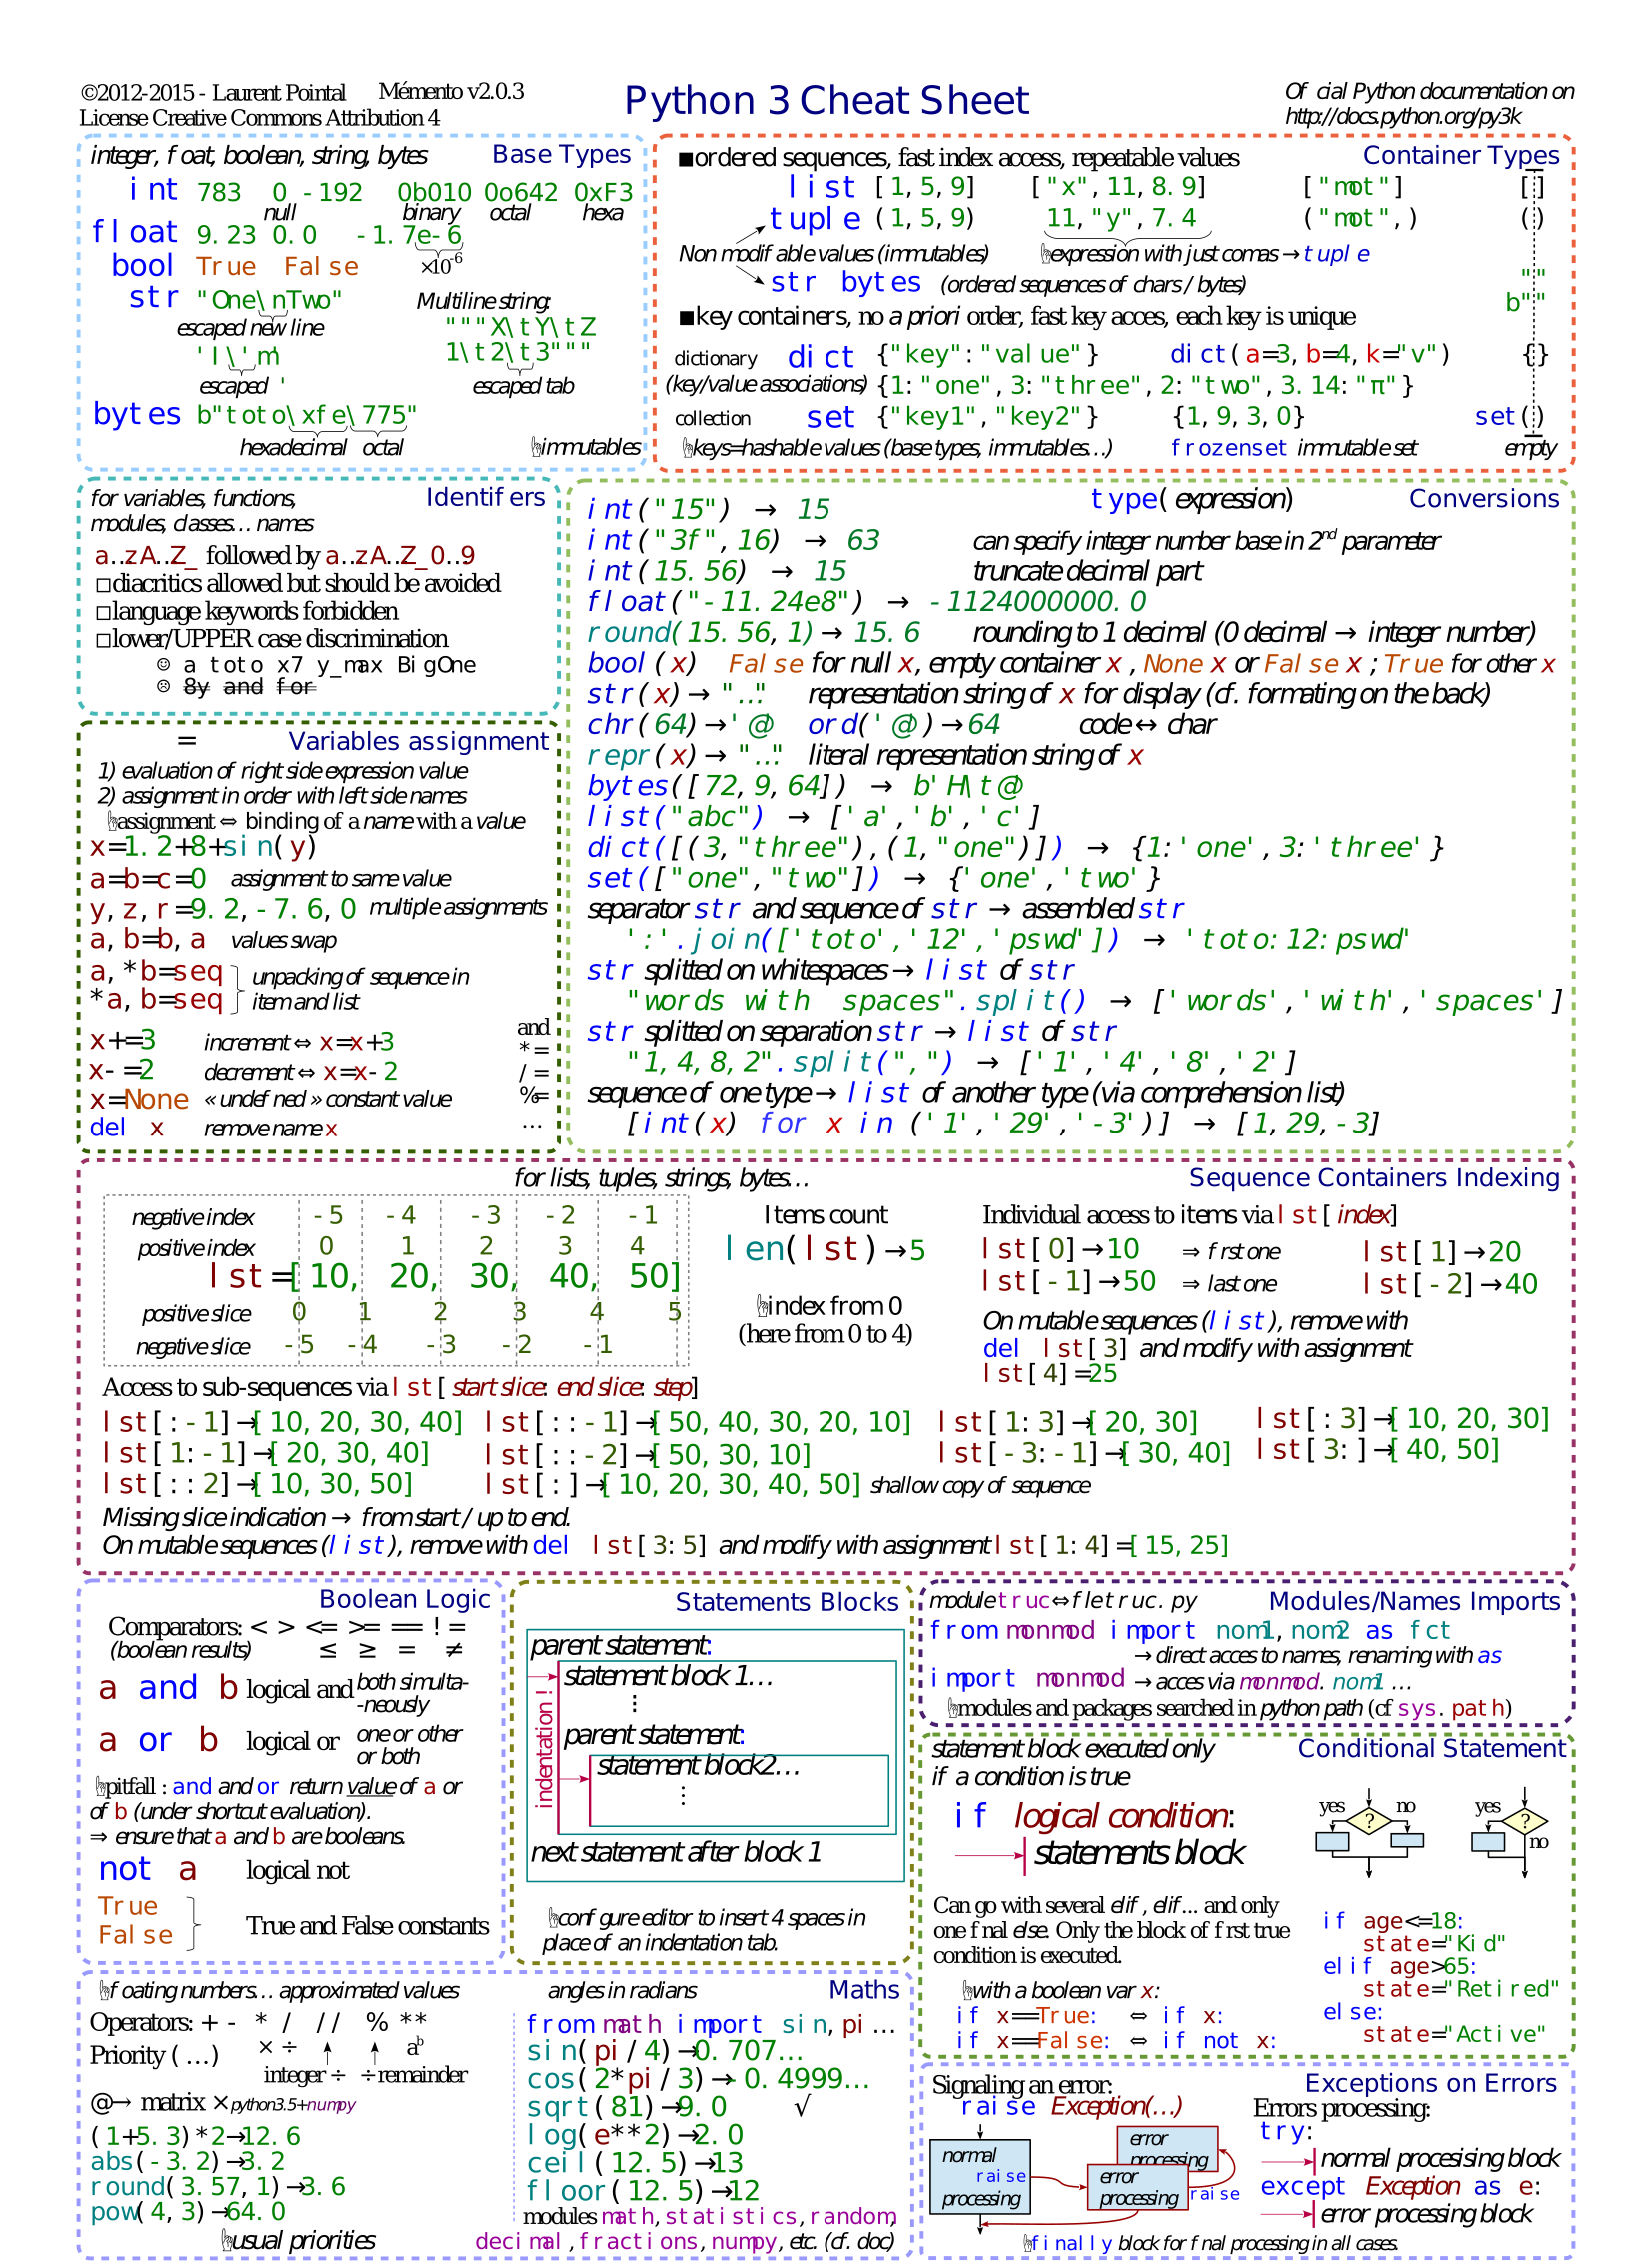 ©2012-2015 - Laurent Pointal Mémento v2.0.3
License Creative Commons Attribution 4
Python 3 Cheat Sheet
Of cial Python documentation on
http://docs.python.org/py3k
integer, f oat, boolean, string, bytes Base Types
int 783 0 -192 0b010 0o642 0xF3
null binary octal hexa
float 9.23 0.0 -1.7e-6
bool True False ×10-6
str "One\nTwo" Multiline string:
escaped new line """X\tY\tZ
'I\'m' 1\t2\t3"""
escaped ' escaped tab
bytes b"toto\xfe\775"
hexadecimal octal ☝immutables
■ordered sequences, fast index access, repeatable values Container Types
list [1,5,9] ["x",11,8.9] ["mot"] []
tuple (1,5,9) 11,"y",7.4 ("mot",) ()
Non modif able values (immutables) ☝expression with just comas →tuple
str bytes (ordered sequences of chars / bytes) ""
b""
■key containers, no a priori order, fast key acces, each key is unique
dictionary dict {"key":"value"} dict(a=3,b=4,k="v") {}
(key/value associations) {1:"one",3:"three",2:"two",3.14:"π"}
collection set {"key1","key2"} {1,9,3,0} set()
☝keys=hashable values (base types, immutables…) frozenset immutable set empty
for variables, functions, Identif ers
modules, classes… names
a…zA…Z_ followed by a…zA…Z_0…9
□diacritics allowed but should be avoided
□language keywords forbidden
□lower/UPPER case discrimination
☺ a toto x7 y_max BigOne
☹ 8y and for
= Variables assignment
1) evaluation of right side expression value
2) assignment in order with left side names
☝assignment ⇔ binding of a name with a value
x=1.2+8+sin(y)
a=b=c=0 assignment to same value
y,z,r=9.2,-7.6,0 multiple assignments
a,b=b,a values swap
a,*b=seq unpacking of sequence in
*a,b=seq item and list
and
x+=3 increment ⇔ x=x+3 *=
x-=2 decrement ⇔ x=x-2 /=
x=None « undef ned » constant value %=
del x remove name x …
type(expression) Conversions
int("15") → 15
int("3f",16) → 63 can specify integer number base in 2nd parameter
int(15.56) → 15 truncate decimal part
float("-11.24e8") → -1124000000.0
round(15.56,1)→ 15.6 rounding to 1 decimal (0 decimal → integer number)
bool(x) False for null x, empty container x , None x or False x ; True for other x
str(x)→ "…" representation string of x for display (cf. formating on the back)
chr(64)→'@' ord('@')→64 code ↔ char
repr(x)→ "…" literal representation string of x
bytes([72,9,64]) → b'H\t@'
list("abc") → ['a','b','c']
dict([(3,"three"),(1,"one")]) → {1:'one',3:'three'}
set(["one","two"]) → {'one','two'}
separator str and sequence of str → assembled str
':'.join(['toto','12','pswd']) → 'toto:12:pswd'
str splitted on whitespaces → list of str
"words with  spaces".split() → ['words','with','spaces']
str splitted on separation str → list of str
"1,4,8,2".split(",") → ['1','4','8','2']
sequence of one type → list of another type (via comprehension list)
[int(x) for x in ('1','29','-3')] → [1,29,-3]
for lists, tuples, strings, bytes… Sequence Containers Indexing
negative index -5 -4 -3 -2 -1
positive index 0 1 2 3 4
lst=[10, 20, 30, 40, 50]
positive slice 0 1 2 3 4 5
negative slice -5 -4 -3 -2 -1
Items count
len(lst)→5
☝index from 0
(here from 0 to 4)
Individual access to items via lst[index]
lst[0]→10 ⇒ f rst one lst[1]→20
lst[-1]→50 ⇒ last one lst[-2]→40
On mutable sequences (list), remove with
del lst[3] and modify with assignment
lst[4]=25
Access to sub-sequences via lst[start slice:end slice:step]
lst[:-1]→[10,20,30,40] lst[::-1]→[50,40,30,20,10] lst[1:3]→[20,30] lst[:3]→[10,20,30]
lst[1:-1]→[20,30,40] lst[::-2]→[50,30,10] lst[-3:-1]→[30,40] lst[3:]→[40,50]
lst[::2]→[10,30,50] lst[:]→[10,20,30,40,50] shallow copy of sequence
Missing slice indication → from start / up to end.
On mutable sequences (list), remove with del lst[3:5] and modify with assignment lst[1:4]=[15,25]
Boolean Logic
Comparators: < > <= >= == !=
(boolean results) ≤ ≥ = ≠
a and b logical and both simulta-
-neously
a or b logical or one or other
or both
☝pitfall : and and or return value of a or
of b (under shortcut evaluation).
⇒ ensure that a and b are booleans.
not a logical not
True
False True and False constants
Statements Blocks
parent statement:
statement block 1…
⋮
parent statement:
statement block2…
⋮
indentation !
next statement after block 1
☝conf gure editor to insert 4 spaces in
place of an indentation tab.
module truc⇔f le truc.py Modules/Names Imports
from monmod import nom1,nom2 as fct
→ direct acces to names, renaming with as
import monmod → acces via monmod.nom1 …
☝modules and packages searched in python path (cf sys.path)
statement block executed only Conditional Statement
if a condition is true
if logical condition:
statements block
yes ? no
yes ? no
Can go with several elif, elif... and only
one f nal else. Only the block of f rst true
condition is executed.
☝with a boolean var x:
if x==True: ⇔ if x:
if x==False: ⇔ if not x:
if age<=18:
state="Kid"
elif age>65:
state="Retired"
else:
state="Active"
☝f oating numbers… approximated values angles in radians Maths
Operators: + - * / // % **
Priority (…) × ÷ ab
integer ÷ ÷ remainder
@→ matrix × python3.5+numpy
(1+5.3)*2→12.6
abs(-3.2)→3.2
round(3.57,1)→3.6
pow(4,3)→64.0
☝usual priorities
from math import sin,pi…
sin(pi/4)→0.707…
cos(2*pi/3)→-0.4999…
sqrt(81)→9.0 √
log(e**2)→2.0
ceil(12.5)→13
floor(12.5)→12
modules math, statistics, random,
decimal, fractions, numpy, etc. (cf. doc)
Signaling an error: Exceptions on Errors
raise Exception(…)
normal
raise
processing
error
processing
error
processing
raise
Errors processing:
try:
normal procesising block
except Exception as e:
error processing block
☝finally block for f nal processing in all cases.